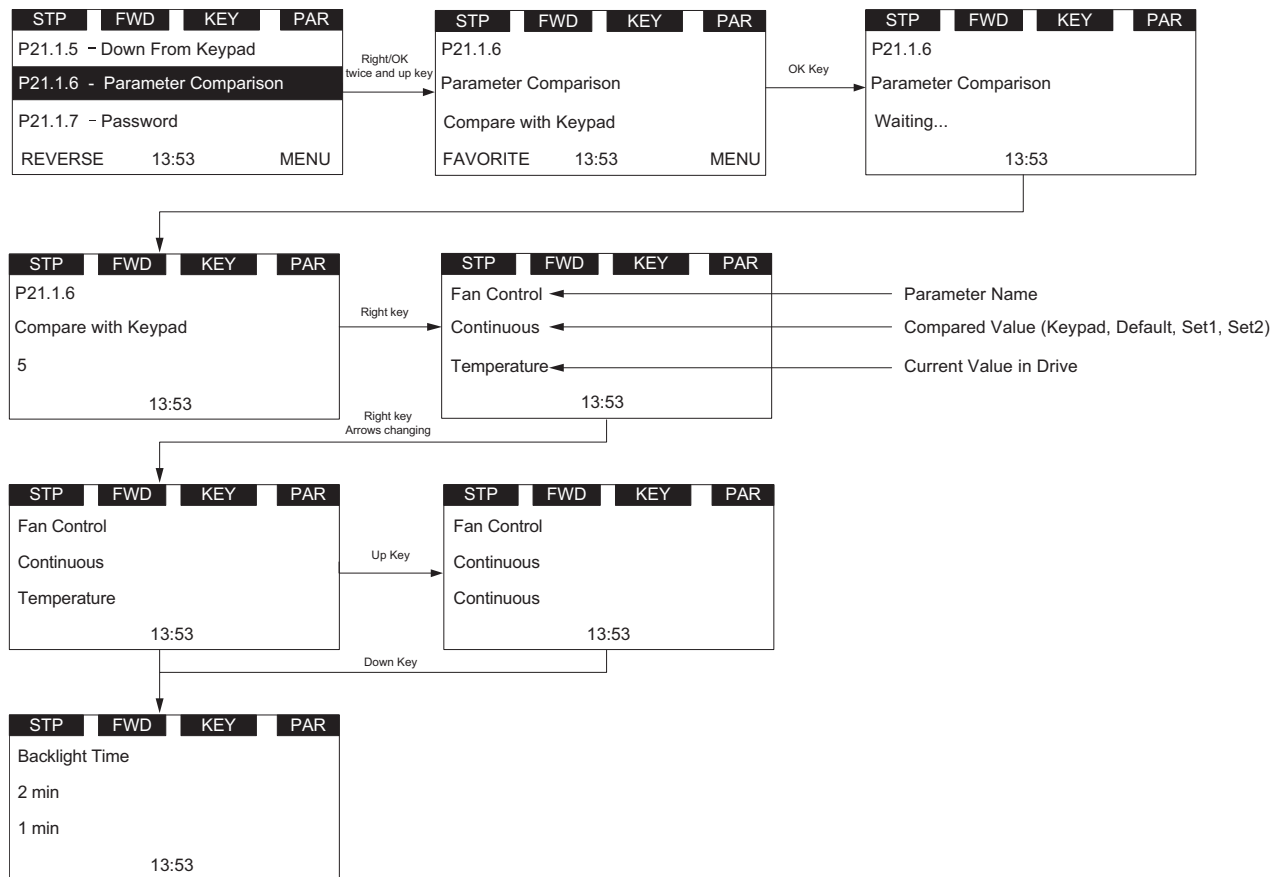 STP FWD KEY PAR
P21.1.5 – Down From Keypad
P21.1.6 - Parameter Comparison
P21.1.7 – Password
REVERSE 13:53 MENU
Right/OK
twice and up key
STP FWD KEY PAR
P21.1.6
Parameter Comparison
Compare with Keypad
FAVORITE 13:53 MENU
OK Key
STP FWD KEY PAR
P21.1.6
Parameter Comparison
Waiting...
13:53
STP FWD KEY PAR
P21.1.6
Compare with Keypad
5
13:53
Right key
STP FWD KEY PAR
Fan Control
Continuous
Temperature
13:53
Parameter Name
Compared Value (Keypad, Default, Set1, Set2)
Current Value in Drive
Right key
Arrows changing
STP FWD KEY PAR
Fan Control
Continuous
Temperature
13:53
Up Key
STP FWD KEY PAR
Fan Control
Continuous
Continuous
13:53
Down Key
STP FWD KEY PAR
Backlight Time
2 min
1 min
13:53